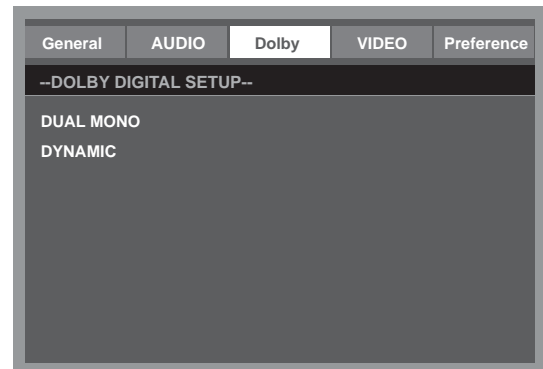 General AUDIO Dolby VIDEO Preference
--DOLBY DIGITAL SETUP--
DUAL MONO
DYNAMIC